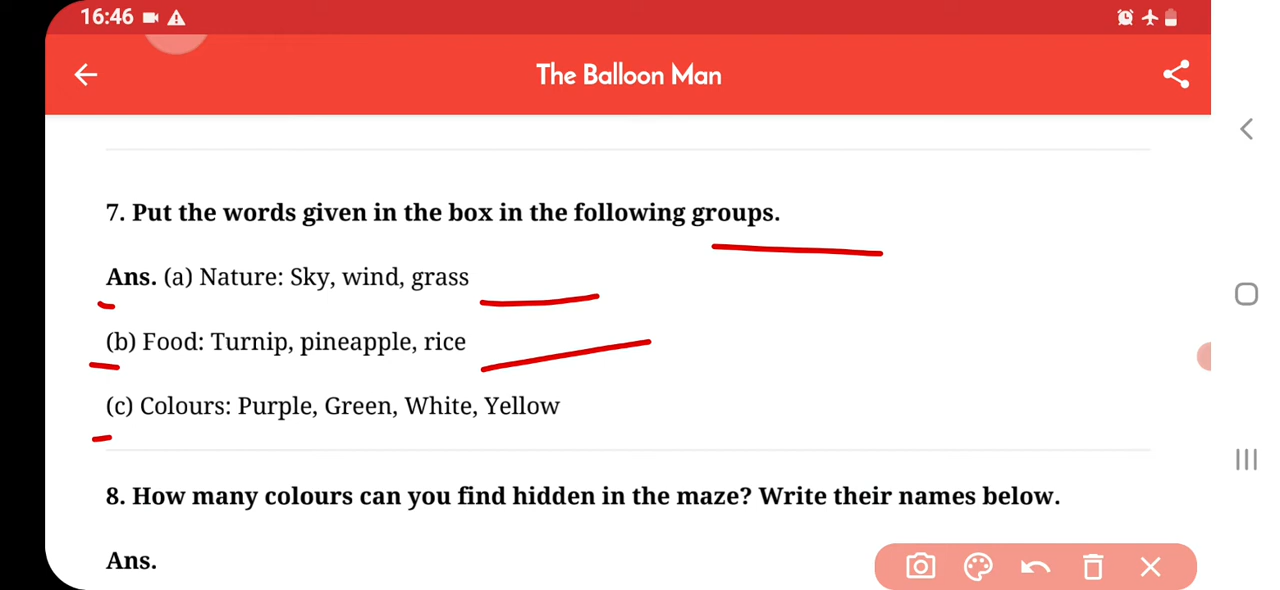 16:46
The Balloon Man
7. Put the words given in the box in the following groups.
Ans. (a) Nature: Sky, wind, grass
(b) Food: Turnip, pineapple, rice
(c) Colours: Purple, Green, White, Yellow
8. How many colours can you find hidden in the maze? Write their names below.
Ans.